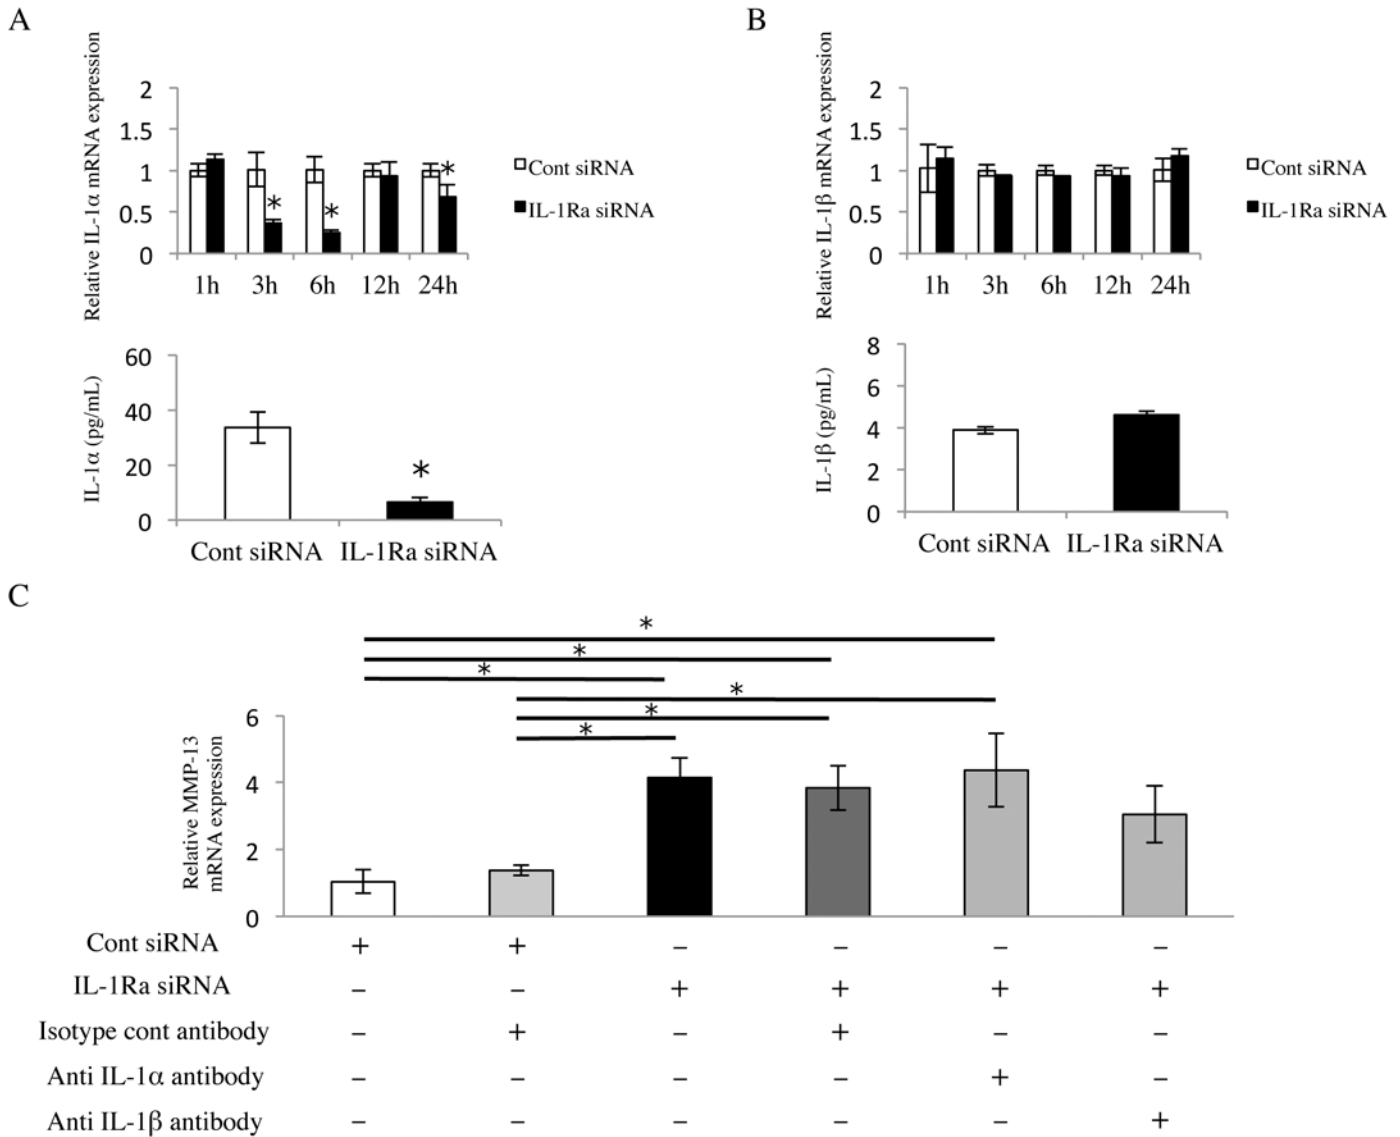 A
Relative IL-1α mRNA expression
2
1.5
1
0.5
0
* * *
1h 3h 6h 12h 24h
Cont siRNA
IL-1Ra siRNA
IL-1α (pg/mL)
60
40
20
0
*
Cont siRNA IL-1Ra siRNA
B
Relative IL-1β mRNA expression
2
1.5
1
0.5
0
1h 3h 6h 12h 24h
Cont siRNA
IL-1Ra siRNA
IL-1β (pg/mL)
8
6
4
2
0
Cont siRNA IL-1Ra siRNA
C
*
*
*
*
*
*
Relative MMP-13
mRNA expression
6
4
2
0
Cont siRNA + + – – – –
IL-1Ra siRNA – – + + + +
Isotype cont antibody – + – + – –
Anti IL-1α antibody – – – – + –
Anti IL-1β antibody – – – – – +